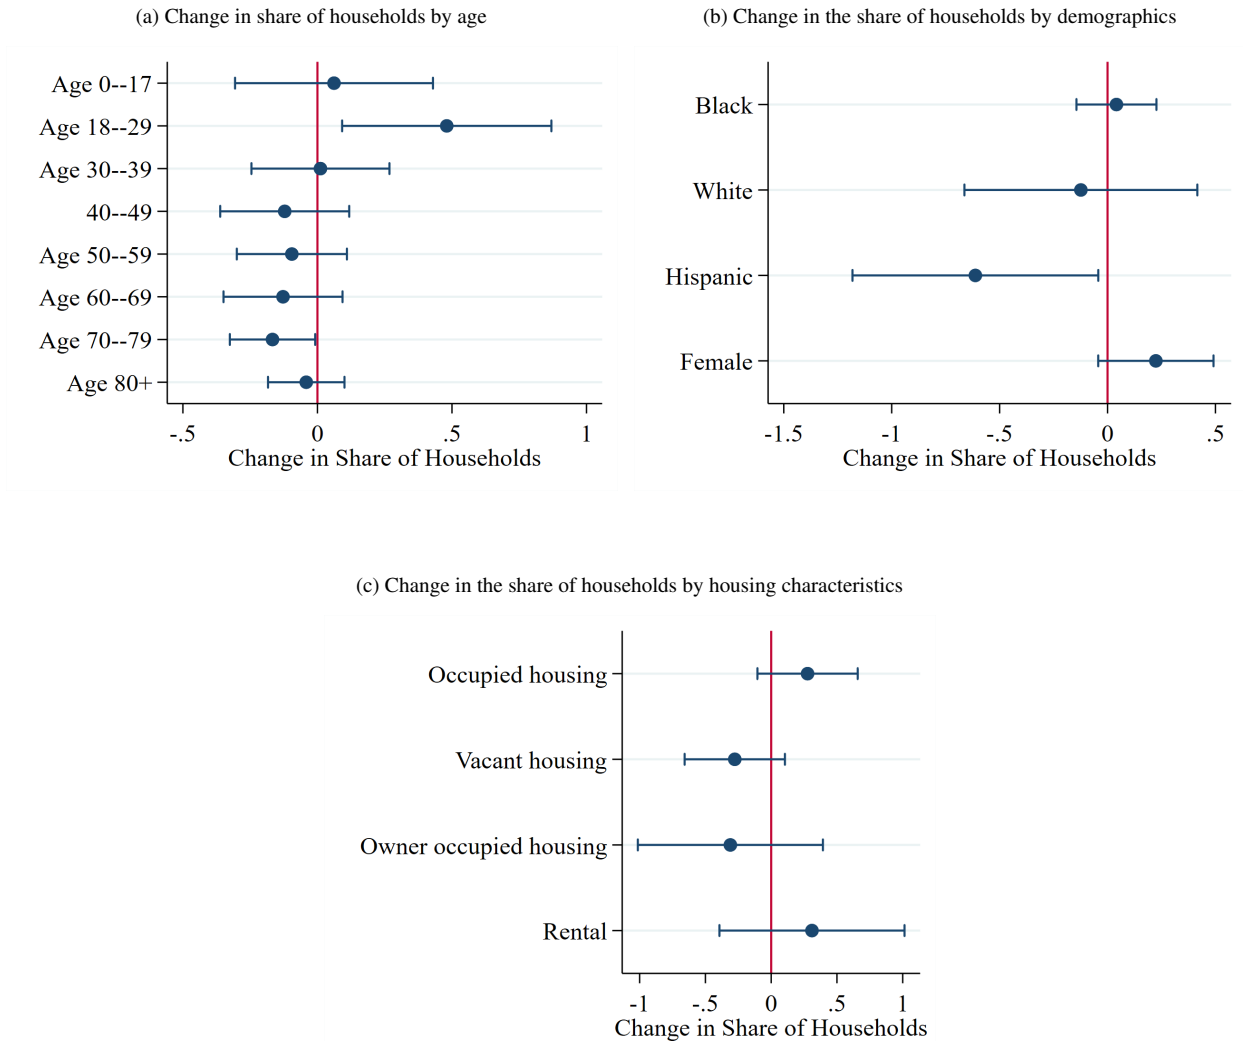 (a) Change in share of households by age
Age 0--17
Age 18--29
Age 30--39
40--49
Age 50--59
Age 60--69
Age 70--79
Age 80+
-.5 0 .5 1
Change in Share of Households
(b) Change in the share of households by demographics
Black
White
Hispanic
Female
-1.5 -1 -.5 0 .5
Change in Share of Households
(c) Change in the share of households by housing characteristics
Occupied housing
Vacant housing
Owner occupied housing
Rental
-1 -.5 0 .5 1
Change in Share of Households